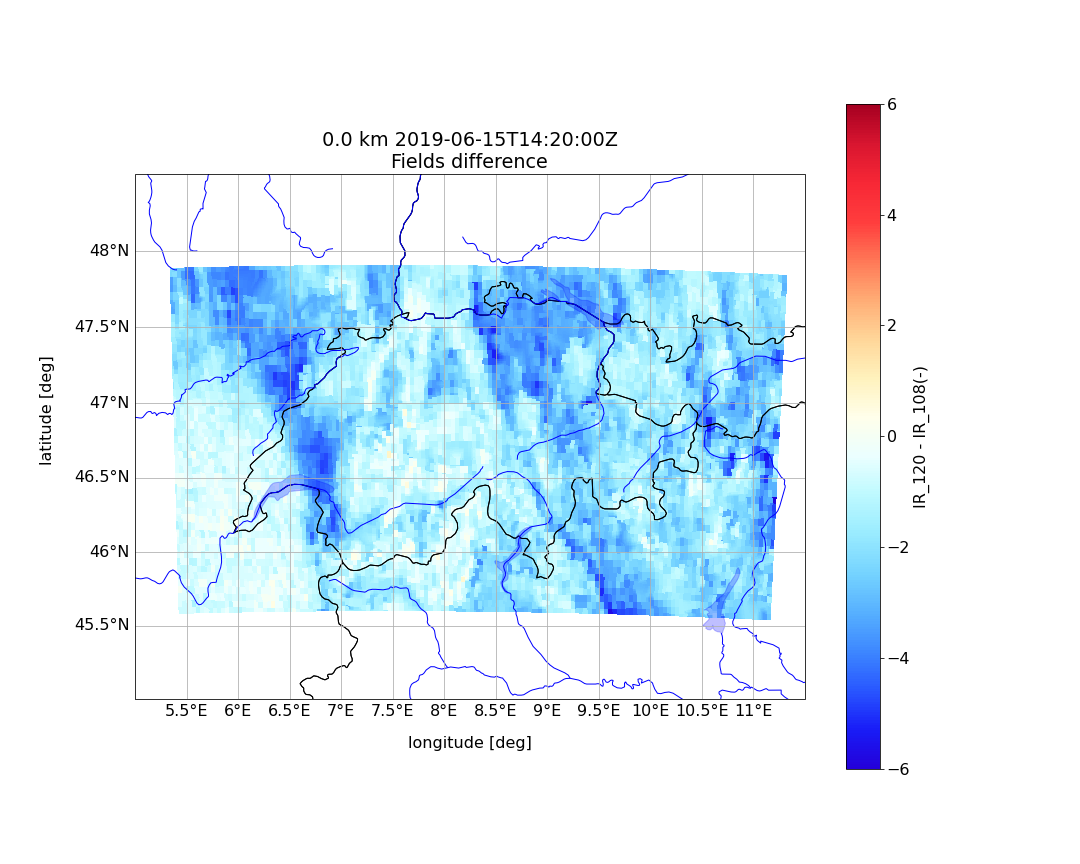 0.0 km 2019-06-15T14:20:00Z
Fields difference
48°N
47.5°N
47°N
46.5°N
46°N
45.5°N
latitude [deg]
5.5°E 6°E 6.5°E 7°E 7.5°E 8°E 8.5°E 9°E 9.5°E 10°E 10.5°E 11°E
longitude [deg]
6
4
2
0
−2
−4
−6
IR_120 - IR_108(-)